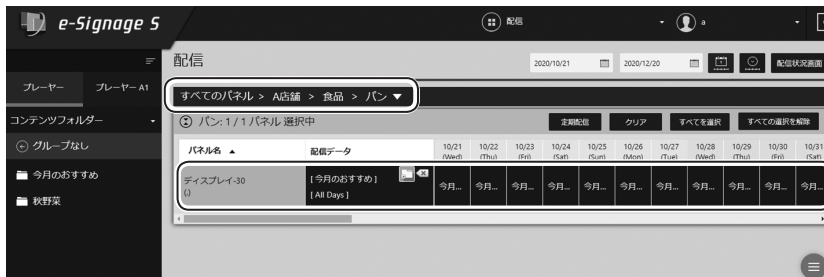 e-Signage S
配信
a
配信
2020/10/21
2020/12/20
配信状況画面
プレーヤー
プレーヤー A1
すべてのパネル > A店舗 > 食品 > パン ▼
コンテンツフォルダー
パン: 1 / 1 パネル 選択中
定期配信
クリア
すべてを選択
すべての選択を解除
グループなし
パネル名 ▲
配信データ
10/21 10/22 10/23 10/24 10/25 10/26 10/27 10/28 10/29 10/30 10/31
(Wed) (Thu) (Fri) (Sat) (Sun) (Mon) (Tue) (Wed) (Thu) (Fri) (Sat)
今月のおすすめ
ディスプレイ-30
(.)
[ 今月のおすすめ ]
[ All Days ]
今月... 今月... 今月... 今月... 今月... 今月... 今月... 今月... 今月... 今月... 今月...
秋野菜